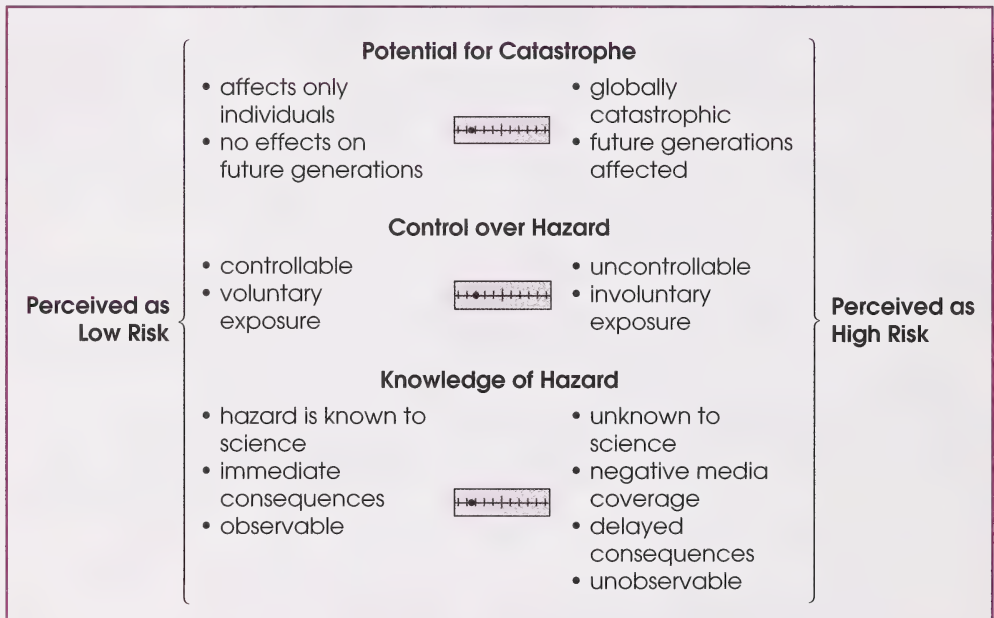 Potential for Catastrophe
• affects only
individuals
• no effects on
future generations
• globally
catastrophic
• future generations
affected
Control over Hazard
• controllable
• voluntary
exposure
• uncontrollable
• involuntary
exposure
Perceived as
Low Risk
Perceived as
High Risk
Knowledge of Hazard
• hazard is known to
science
• immediate
consequences
• observable
• unknown to
science
• negative media
coverage
• delayed
consequences
• unobservable